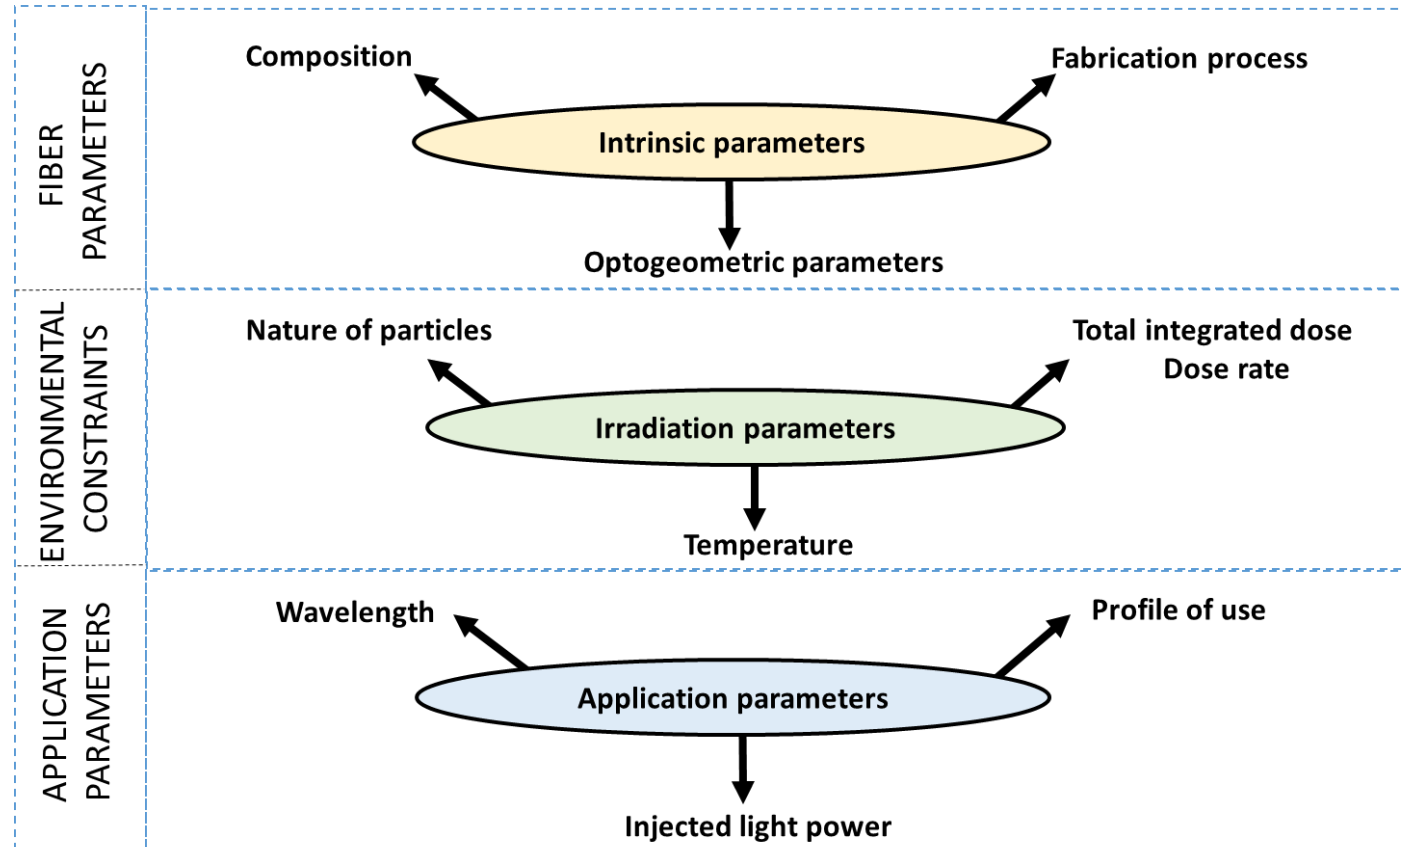 FIBER
PARAMETERS
Composition
Fabrication process
Intrinsic parameters
Optogeometric parameters
ENVIRONMENTAL
CONSTRAINTS
Nature of particles
Total integrated dose
Dose rate
Irradiation parameters
Temperature
APPLICATION
PARAMETERS
Wavelength
Profile of use
Application parameters
Injected light power